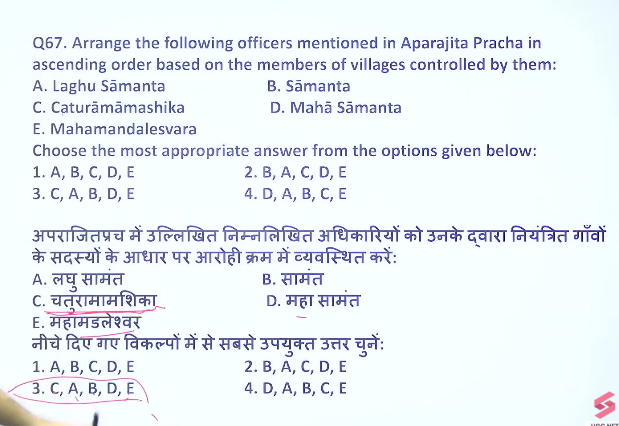 Q67. Arrange the following officers mentioned in Aparajita Pracha in
ascending order based on the members of villages controlled by them:
A. Laghu Sāmanta B. Sāmanta
C. Caturāmāmashika D. Mahā Sāmanta
E. Mahamandalesvara
Choose the most appropriate answer from the options given below:
1. A, B, C, D, E 2. B, A, C, D, E
3. C, A, B, D, E 4. D, A, B, C, E
अपराजितप्रच में उल्लिखित निम्नलिखित अधिकारियों को उनके द्वारा नियंत्रित गाँवों
के सदस्यों के आधार पर आरोही क्रम में व्यवस्थित करें:
A. लघु सामंत B. सामंत
C. चतुरामामशिका D. महा सामंत
E. महामडलेश्वर
नीचे दिए गए विकल्पों में से सबसे उपयुक्त उत्तर चुनें:
1. A, B, C, D, E 2. B, A, C, D, E
3. C, A, B, D, E 4. D, A, B, C, E